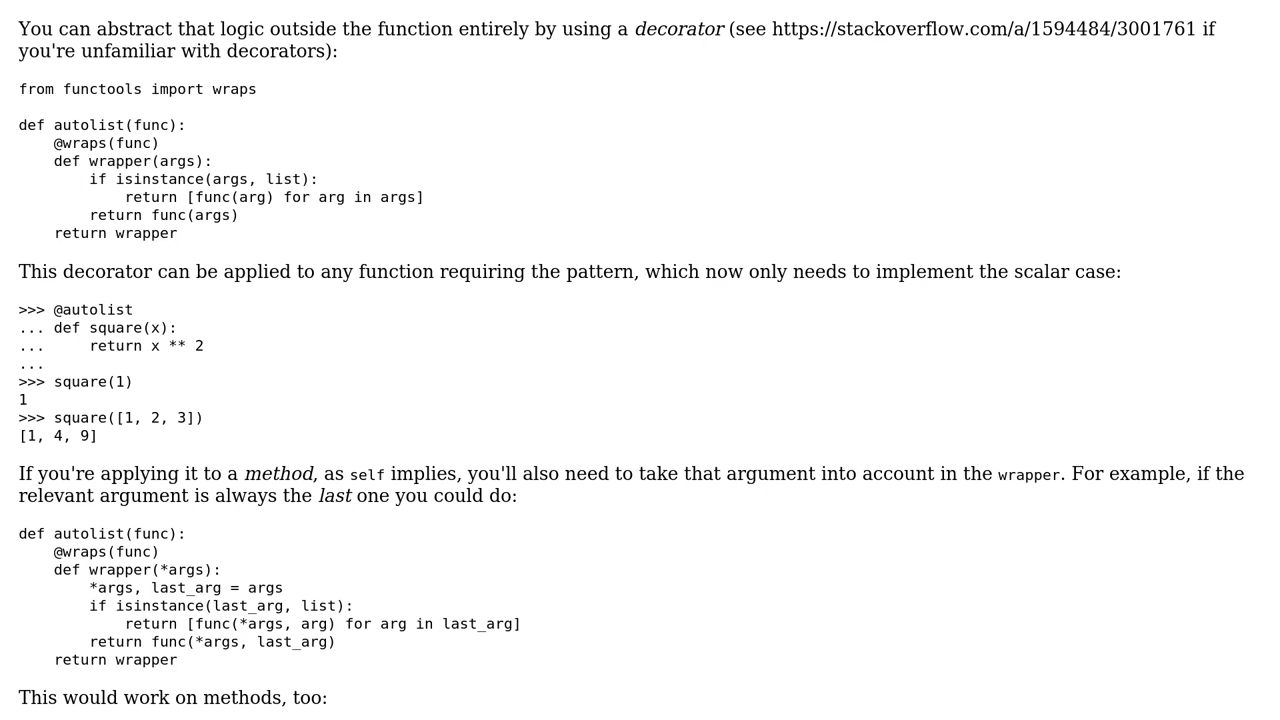 You can abstract that logic outside the function entirely by using a decorator (see https://stackoverflow.com/a/1594484/3001761 if
you're unfamiliar with decorators):
from functools import wraps
def autolist(func):
    @wraps(func)
    def wrapper(args):
        if isinstance(args, list):
            return [func(arg) for arg in args]
        return func(args)
    return wrapper
This decorator can be applied to any function requiring the pattern, which now only needs to implement the scalar case:
>>> @autolist
... def square(x):
...     return x ** 2
...
>>> square(1)
1
>>> square([1, 2, 3])
[1, 4, 9]
If you're applying it to a method, as self implies, you'll also need to take that argument into account in the wrapper. For example, if the
relevant argument is always the last one you could do:
def autolist(func):
    @wraps(func)
    def wrapper(*args):
        *args, last_arg = args
        if isinstance(last_arg, list):
            return [func(*args, arg) for arg in last_arg]
        return func(*args, last_arg)
    return wrapper
This would work on methods, too: